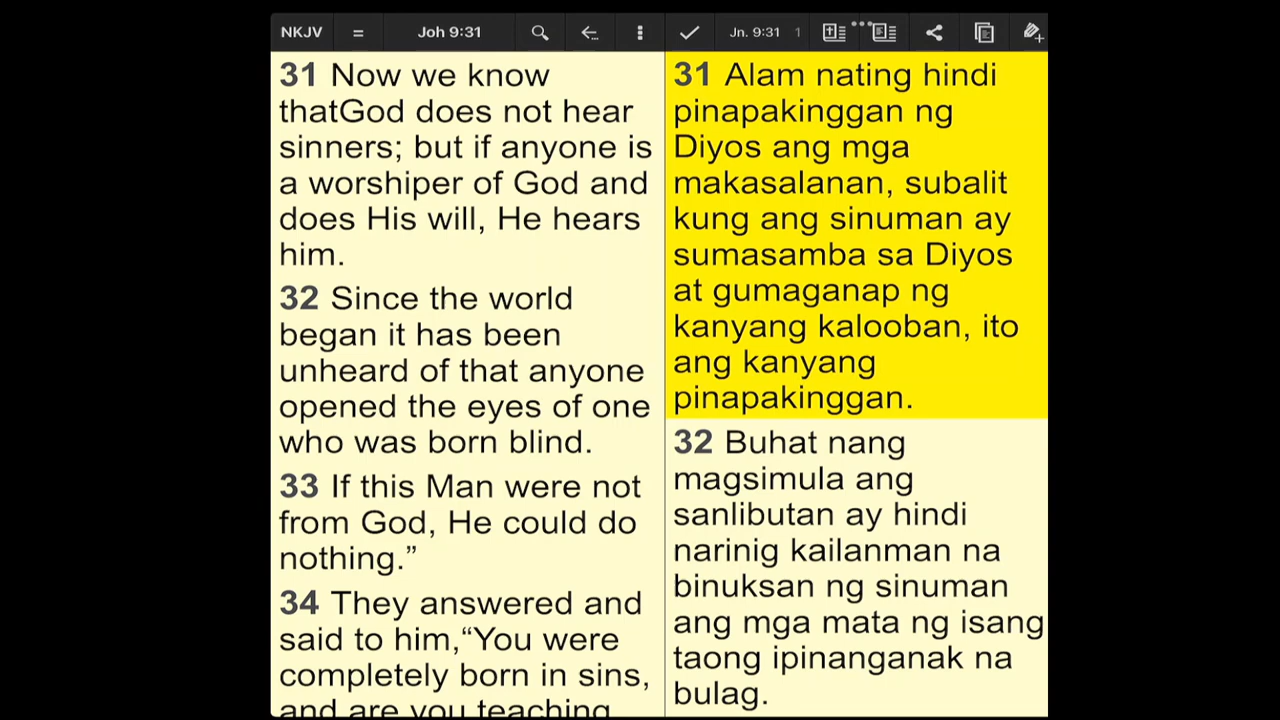 NKJV = Joh 9:31
31 Now we know
thatGod does not hear
sinners; but if anyone is
a worshiper of God and
does His will, He hears
him.
32 Since the world
began it has been
unheard of that anyone
opened the eyes of one
who was born blind.
33 If this Man were not
from God, He could do
nothing.”
34 They answered and
said to him,“You were
completely born in sins,
and are you teaching
Jn. 9:31 1
31 Alam nating hindi
pinapakinggan ng
Diyos ang mga
makasalanan, subalit
kung ang sinuman ay
sumasamba sa Diyos
at gumaganap ng
kanyang kalooban, ito
ang kanyang
pinapakinggan.
32 Buhat nang
magsimula ang
sanlibutan ay hindi
narinig kailanman na
binuksan ng sinuman
ang mga mata ng isang
taong ipinanganak na
bulag.